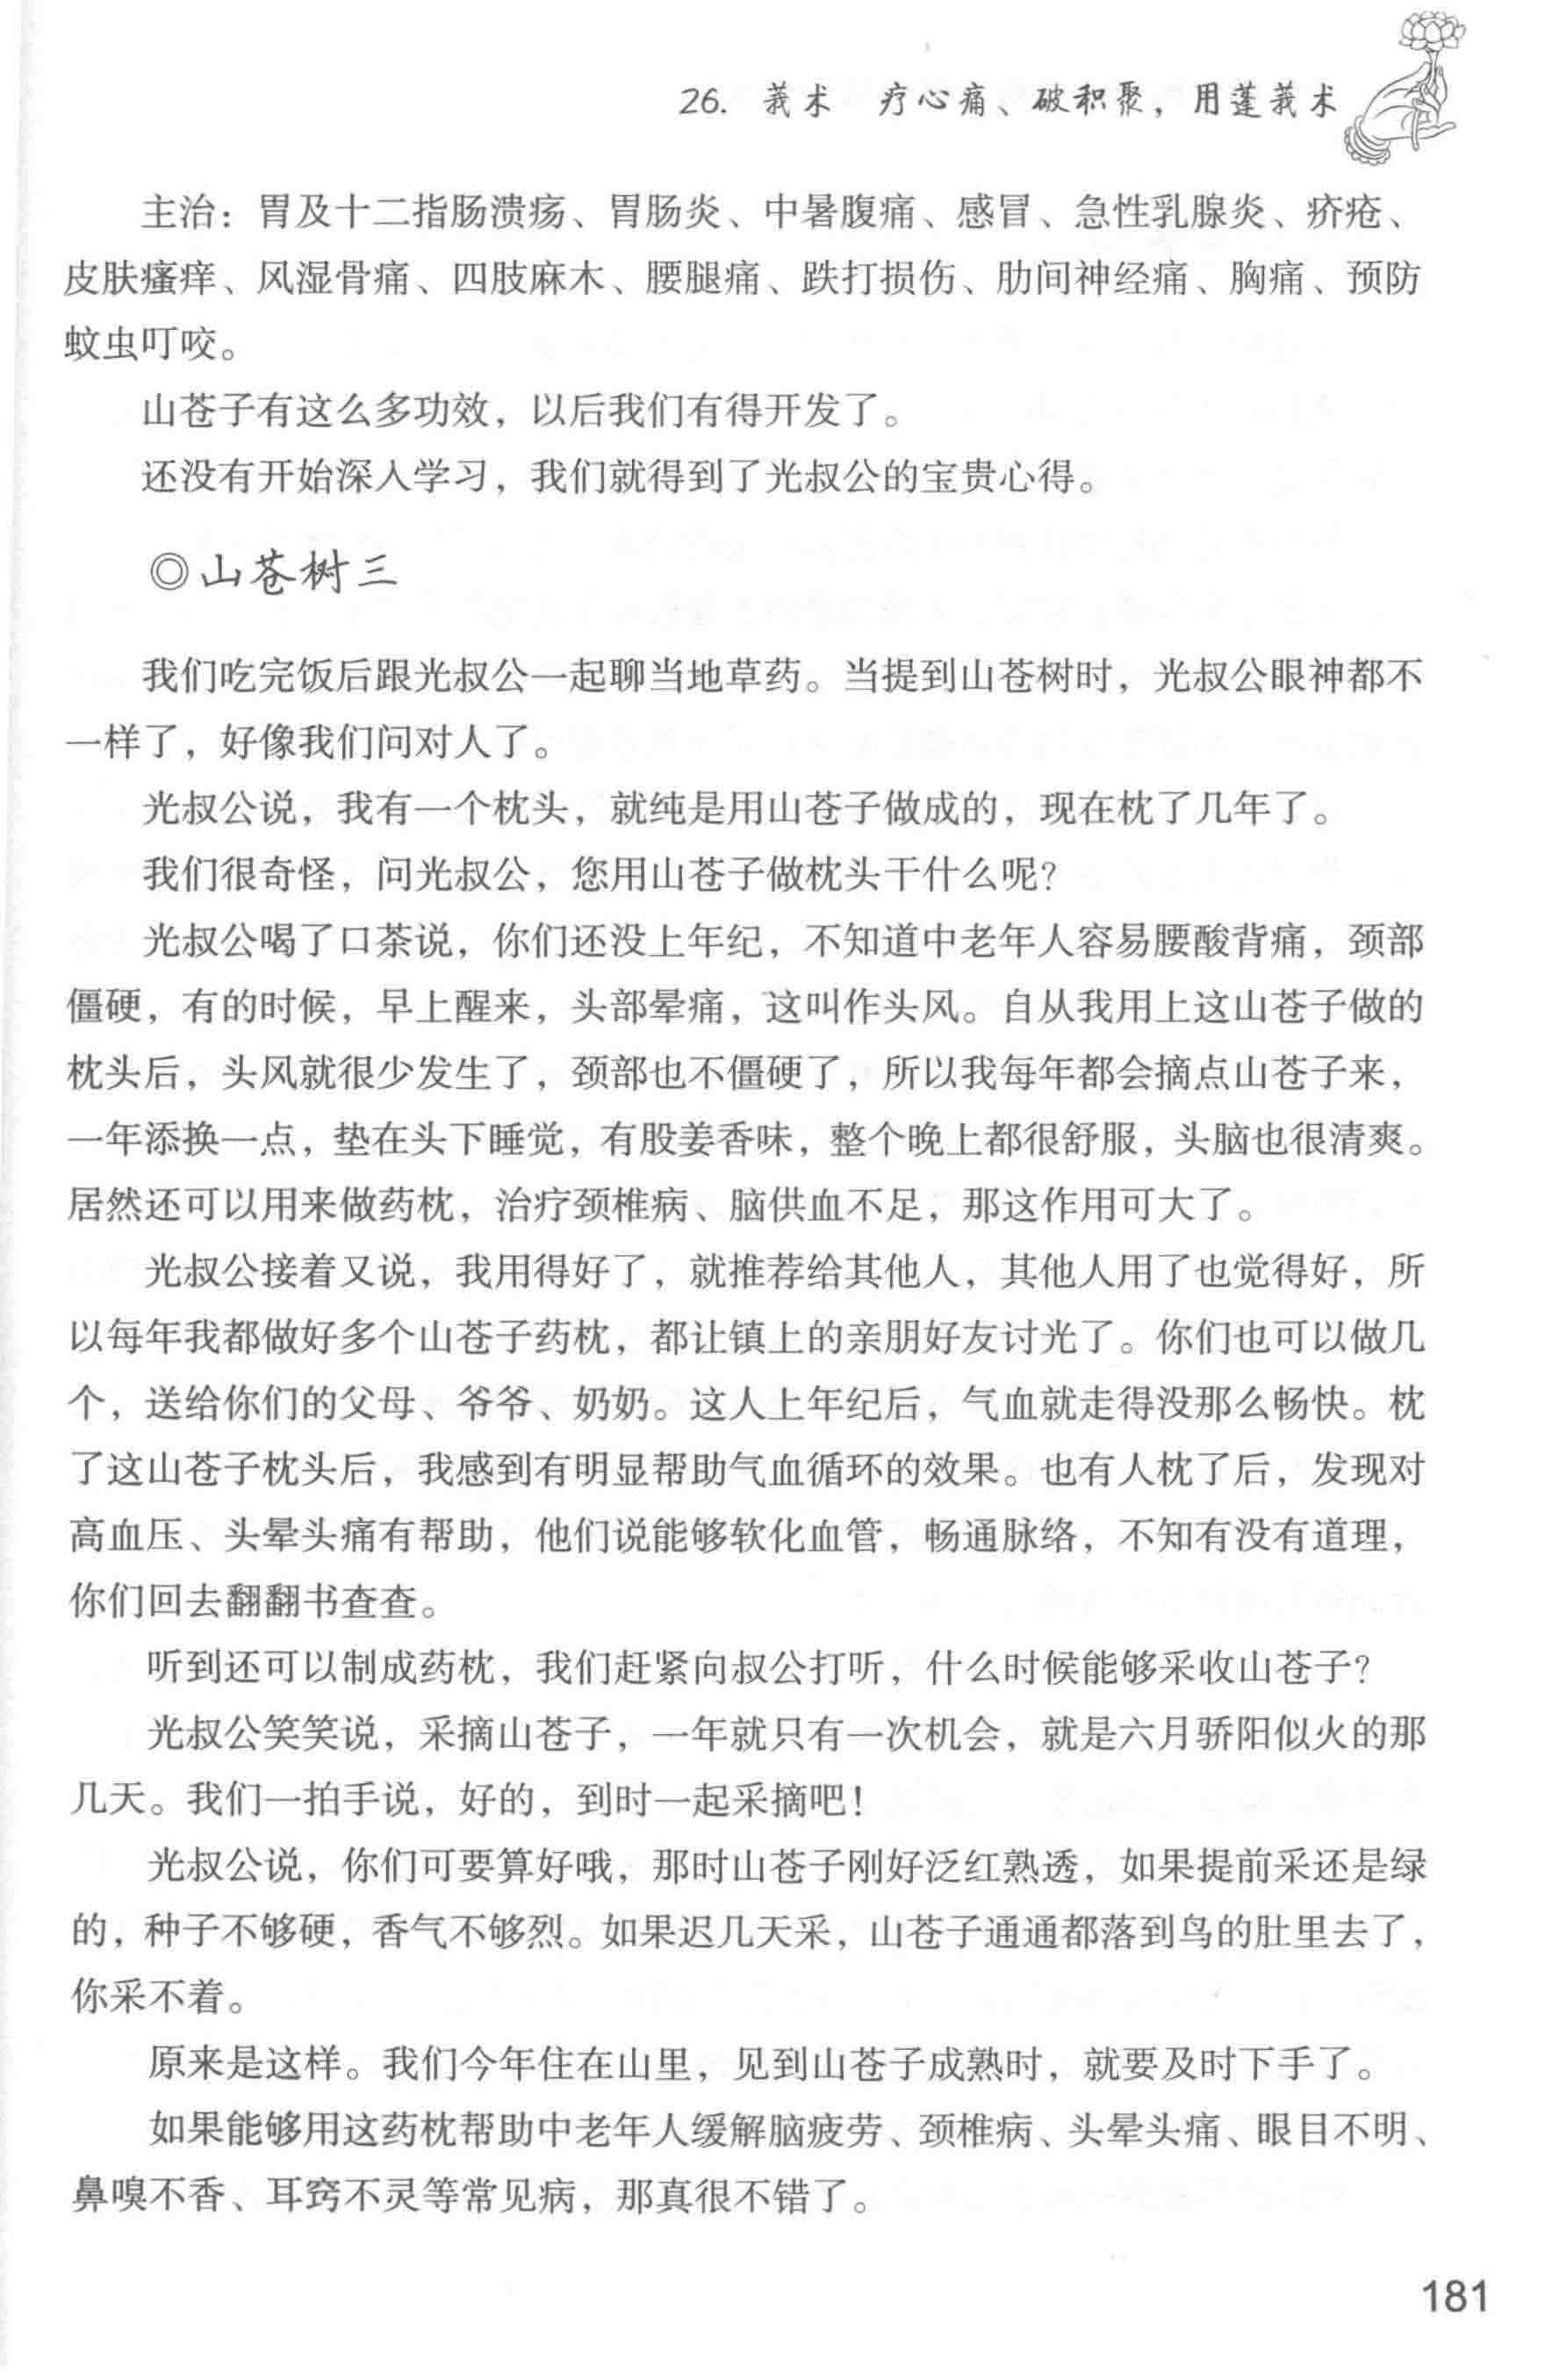 26. 莪术 疗心痛、破积聚，用蓬莪术
主治：胃及十二指肠溃疡、胃肠炎、中暑腹痛、感冒、急性乳腺炎、疥疮、
皮肤瘙痒、风湿骨痛、四肢麻木、腰腿痛、跌打损伤、肋间神经痛、胸痛、预防
蚊虫叮咬。
山苍子有这么多功效，以后我们有得开发了。
还没有开始深入学习，我们就得到了光叔公的宝贵心得。
◎山苍树三
我们吃完饭后跟光叔公一起聊当地草药。当提到山苍树时，光叔公眼神都不
一样了，好像我们问对人了。
光叔公说，我有一个枕头，就纯是用山苍子做成的，现在枕了几年了。
我们很奇怪，问光叔公，您用山苍子做枕头干什么呢？
光叔公喝了口茶说，你们还没上年纪，不知道中老年人容易腰酸背痛，颈部
僵硬，有的时候，早上醒来，头部晕痛，这叫作头风。自从我用上这山苍子做的
枕头后，头风就很少发生了，颈部也不僵硬了，所以我每年都会摘点山苍子来，
一年添换一点，垫在头下睡觉，有股姜香味，整个晚上都很舒服，头脑也很清爽。
居然还可以用来做药枕，治疗颈椎病、脑供血不足，那这作用可大了。
光叔公接着又说，我用得好了，就推荐给其他人，其他人用了也觉得好，所
以每年我都做好多个山苍子药枕，都让镇上的亲朋好友讨光了。你们也可以做几
个，送给你们的父母、爷爷、奶奶。这人上年纪后，气血就走得没那么畅快。枕
了这山苍子枕头后，我感到有明显帮助气血循环的效果。也有人枕了后，发现对
高血压、头晕头痛有帮助，他们说能够软化血管，畅通脉络，不知有没有道理，
你们回去翻翻书查查。
听到还可以制成药枕，我们赶紧向叔公打听，什么时候能够采收山苍子？
光叔公笑笑说，采摘山苍子，一年就只有一次机会，就是六月骄阳似火的那
几天。我们一拍手说，好的，到时一起采摘吧！
光叔公说，你们可要算好哦，那时山苍子刚好泛红熟透，如果提前采还是绿
的，种子不够硬，香气不够烈。如果迟几天采，山苍子通通都落到鸟的肚里去了，
你采不着。
原来是这样。我们今年住在山里，见到山苍子成熟时，就要及时下手了。
如果能够用这药枕帮助中老年人缓解脑疲劳、颈椎病、头晕头痛、眼目不明、
鼻嗅不香、耳窍不灵等常见病，那真很不错了。
181